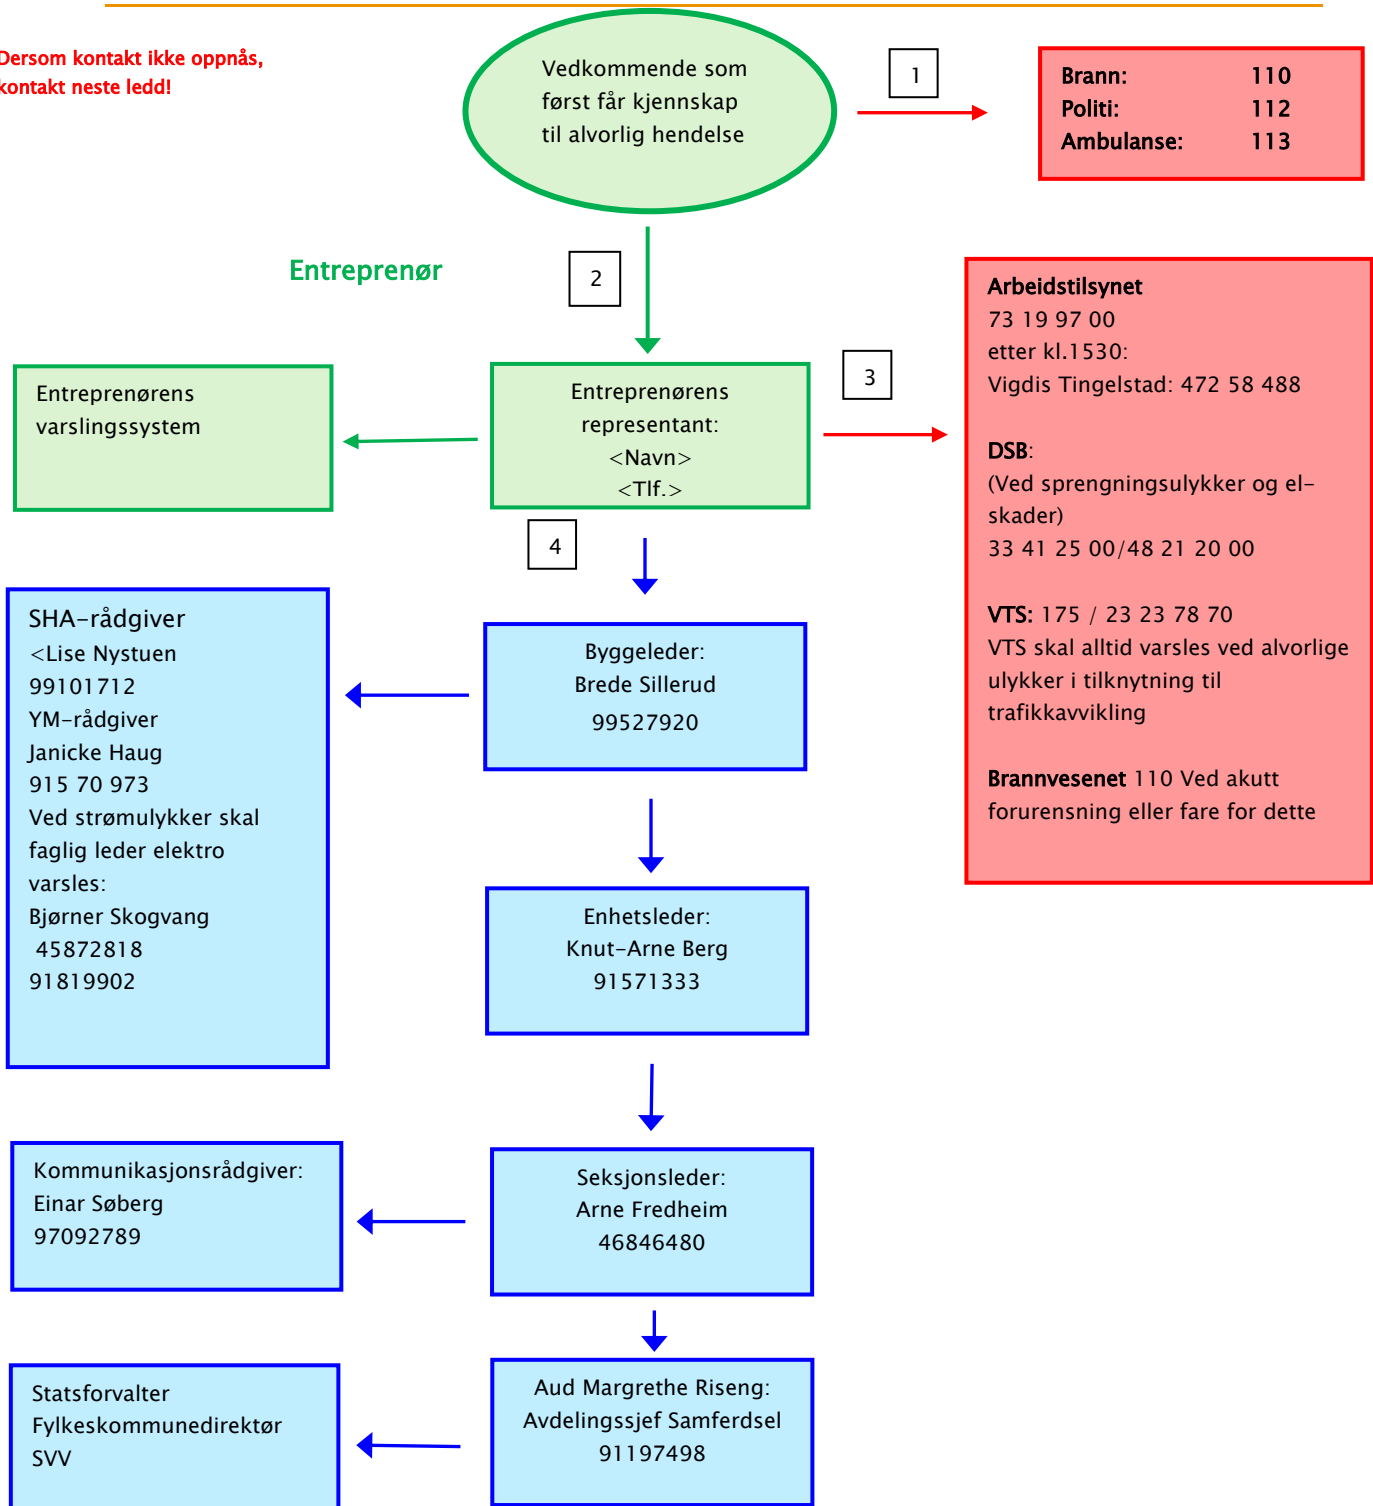 Dersom kontakt ikke oppnås,
kontakt neste ledd!
Vedkommende som
først får kjennskap
til alvorlig hendelse
1
Brann: 110
Politi: 112
Ambulanse: 113
Entreprenør
2
Entreprenørens
varslingssystem
Entreprenørens
representant:
<Navn>
<Tlf.>
3
Arbeidstilsynet
73 19 97 00
etter kl.1530:
Vigdis Tingelstad: 472 58 488
DSB:
(Ved sprengningsulykker og el-
skader)
33 41 25 00/48 21 20 00
VTS: 175 / 23 23 78 70
VTS skal alltid varsles ved alvorlige
ulykker i tilknytning til
trafikkavvikling
Brannvesenet 110 Ved akutt
forurensning eller fare for dette
4
SHA-rådgiver
<Lise Nystuen
99101712
YM-rådgiver
Janicke Haug
915 70 973
Ved strømulykker skal
faglig leder elektro
varsles:
Bjørner Skogvang
45872818
91819902
Byggeleder:
Brede Sillerud
99527920
Enhetsleder:
Knut-Arne Berg
91571333
Kommunikasjonsrådgiver:
Einar Søberg
97092789
Seksjonsleder:
Arne Fredheim
46846480
Statsforvalter
Fylkeskommunedirektør
SVV
Aud Margrethe Riseng:
Avdelingssjef Samferdsel
91197498